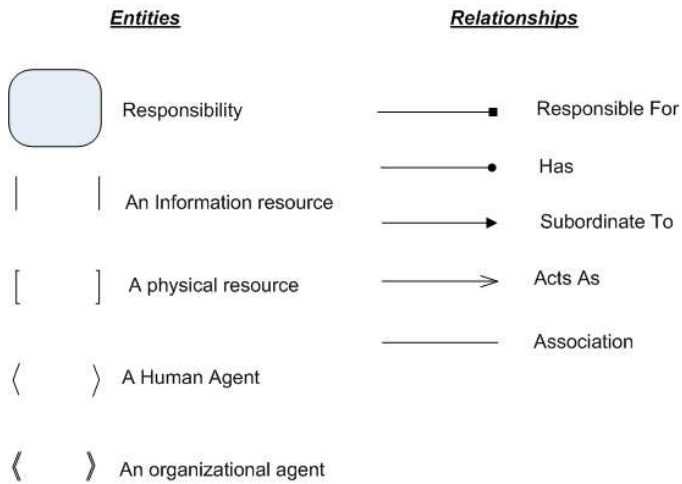 Entities
Relationships
Responsibility
Responsible For
Has
An Information resource
Subordinate To
A physical resource
Acts As
Association
A Human Agent
An organizational agent